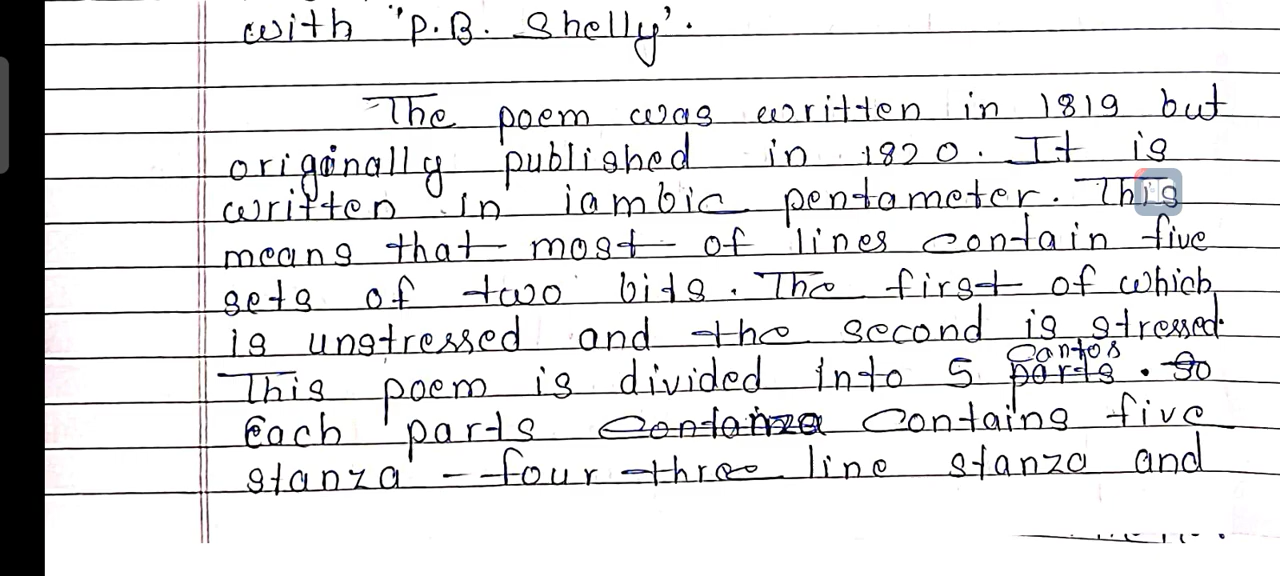 with "P.B. Shelly'.
The poem was written in 1819 but
originally published in 1820. It is
written in iambic pentameter. This
means that most of lines contain five
sets of two bits. The first of which
is unstressed and the second is stressed.
cantos
This poem is divided into 5 parts. So
Each parts contains five
stanza - four three line stanza and